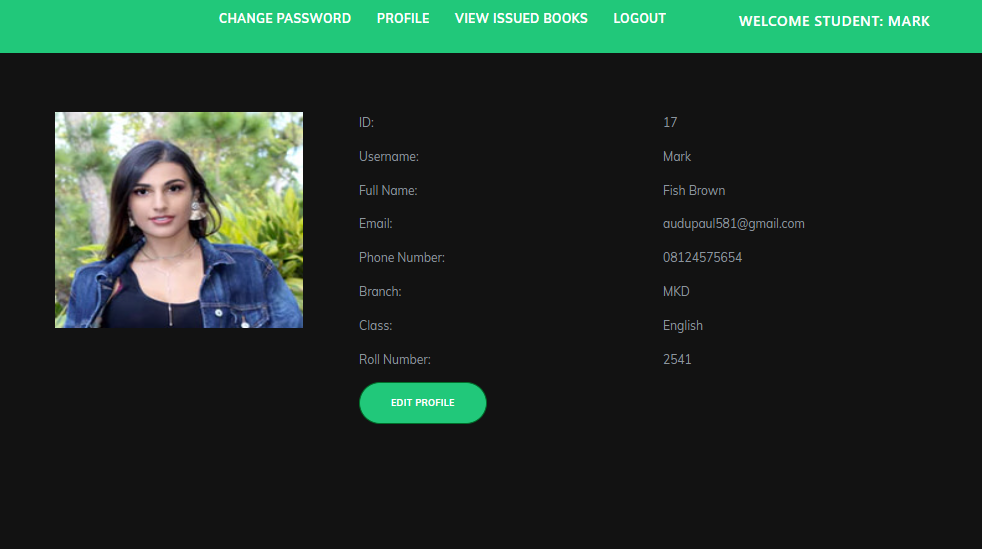 CHANGE PASSWORD PROFILE VIEW ISSUED BOOKS LOGOUT WELCOME STUDENT: MARK
ID: 17
Username: Mark
Full Name: Fish Brown
Email: audupaul581@gmail.com
Phone Number: 08124575654
Branch: MKD
Class: English
Roll Number: 2541
EDIT PROFILE